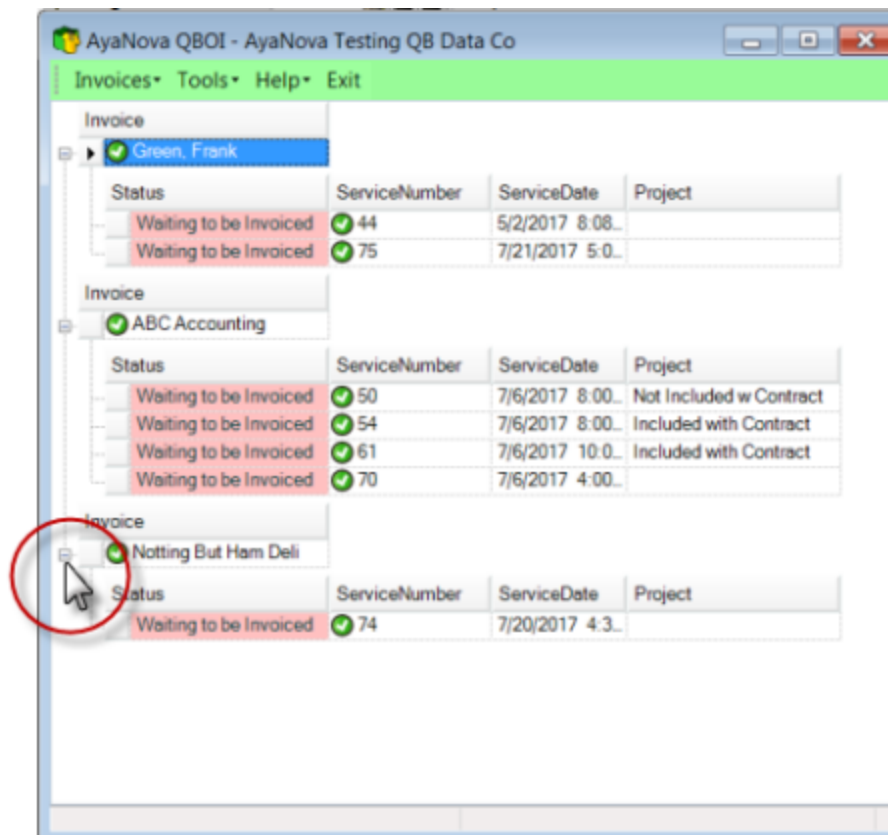 AyaNova QBOI - AyaNova Testing QB Data Co
Invoices Tools Help Exit
Invoice
Green, Frank
Status ServiceNumber ServiceDate Project
Waiting to be Invoiced 44 5/2/2017 8:08...
Waiting to be Invoiced 75 7/21/2017 5:0...
Invoice
ABC Accounting
Status ServiceNumber ServiceDate Project
Waiting to be Invoiced 50 7/6/2017 8:00... Not Included w Contract
Waiting to be Invoiced 54 7/6/2017 8:00... Included with Contract
Waiting to be Invoiced 61 7/6/2017 10:0... Included with Contract
Waiting to be Invoiced 70 7/6/2017 4:00...
Invoice
Notting But Ham Deli
Status ServiceNumber ServiceDate Project
Waiting to be Invoiced 74 7/20/2017 4:3...